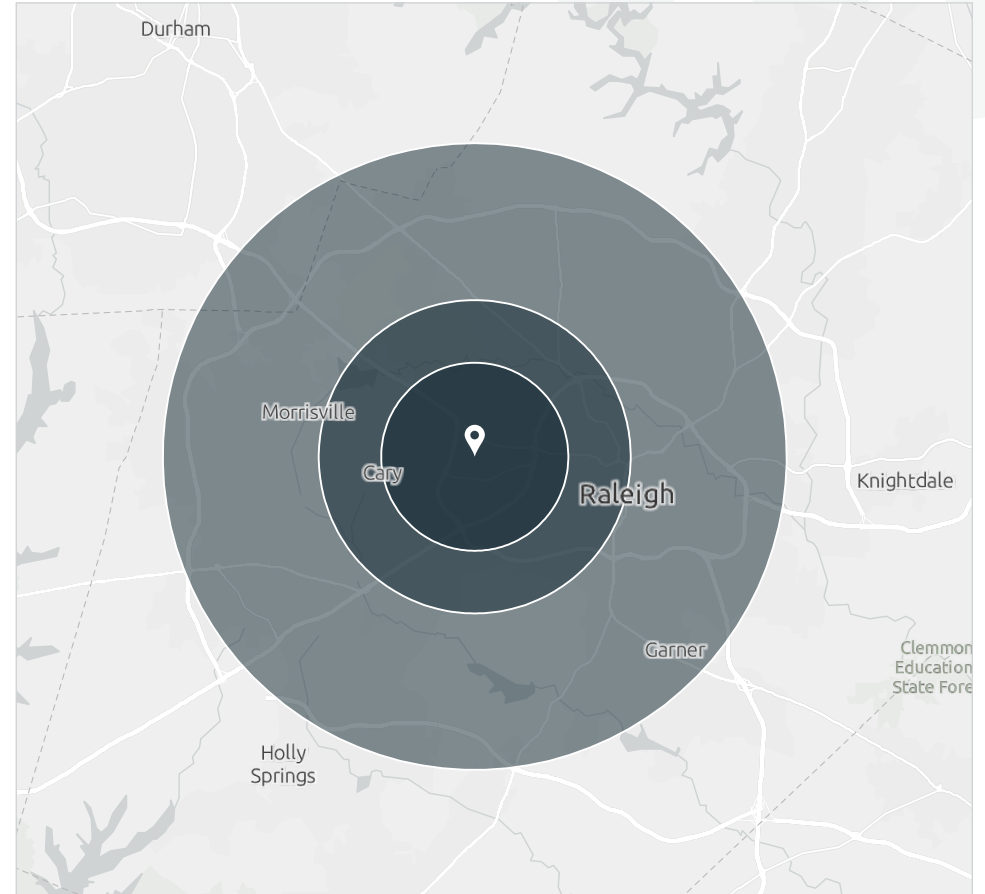 Durham
Morrisville
Cary
Raleigh
Knightdale
Garner
Clemmon
Education
State Fore
Holly
Springs